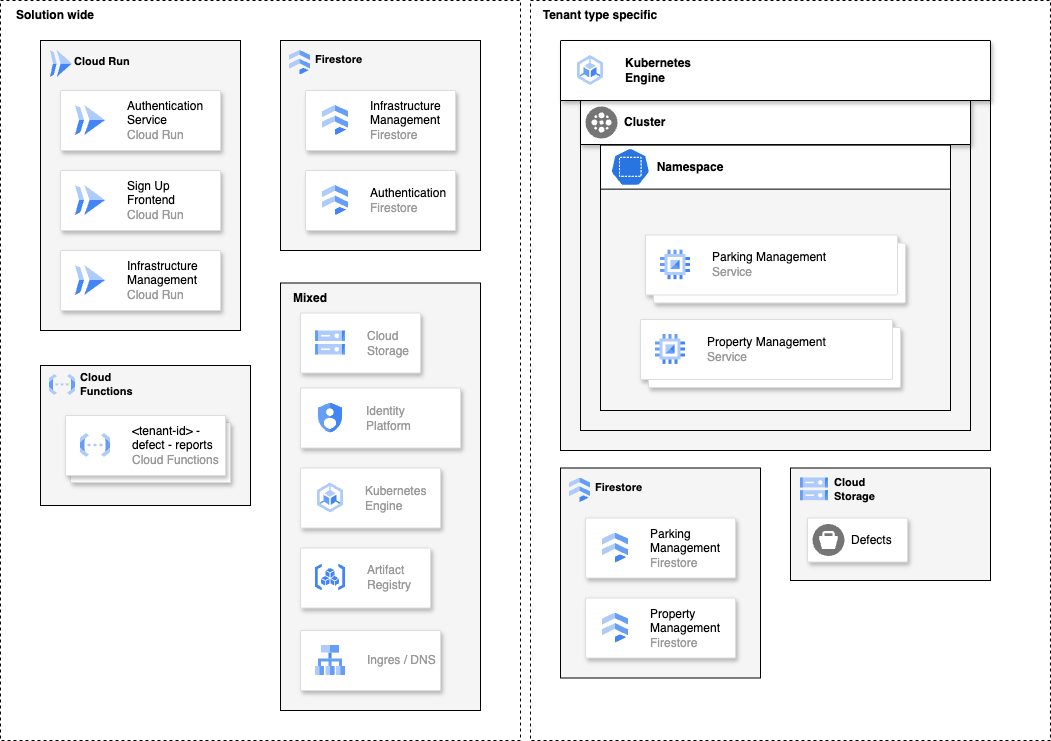 Solution wide
Cloud Run
Authentication
Service
Cloud Run
Sign Up
Frontend
Cloud Run
Infrastructure
Management
Cloud Run
Cloud
Functions
<tenant-id> -
defect - reports
Cloud Functions
Firestore
Infrastructure
Management
Firestore
Authentication
Firestore
Mixed
Cloud
Storage
Identity
Platform
Kubernetes
Engine
Artifact
Registry
Ingres / DNS
Tenant type specific
Kubernetes
Engine
Cluster
Namespace
Parking Management
Service
Property Management
Service
Firestore
Parking
Management
Firestore
Property
Management
Firestore
Cloud
Storage
Defects